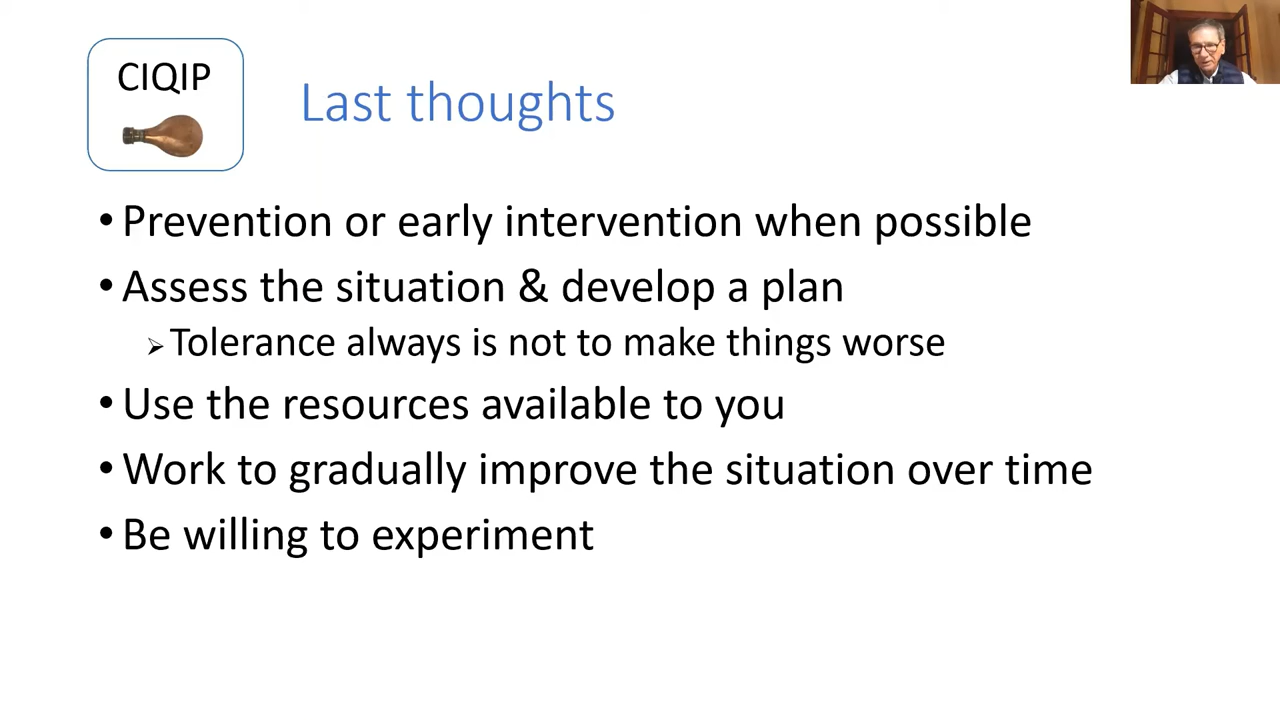 CIQIP
Last thoughts
• Prevention or early intervention when possible
• Assess the situation & develop a plan
➢ Tolerance always is not to make things worse
• Use the resources available to you
• Work to gradually improve the situation over time
• Be willing to experiment